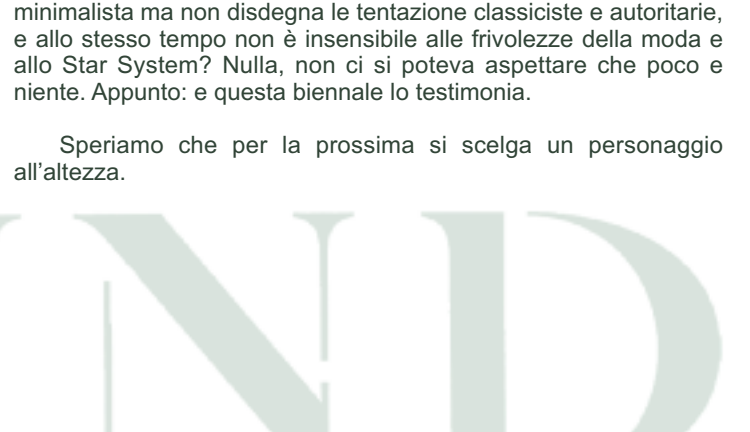 minimalista ma non disdegna le tentazione classiciste e autoritarie,
e allo stesso tempo non è insensibile alle frivolezze della moda e
allo Star System? Nulla, non ci si poteva aspettare che poco e
niente. Appunto: e questa biennale lo testimonia.
Speriamo che per la prossima si scelga un personaggio
all'altezza.
ND